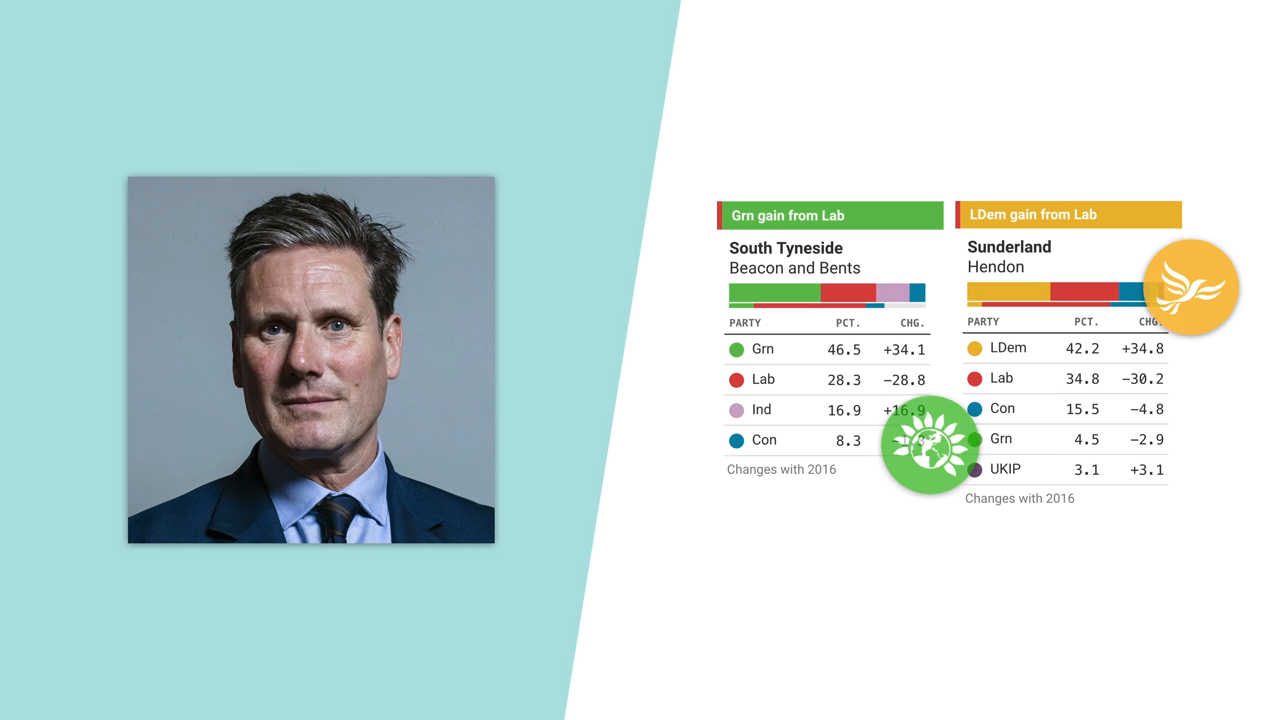 Grn gain from Lab
South Tyneside
Beacon and Bents
PARTY PCT. CHG.
Grn 46.5 +34.1
Lab 28.3 −28.8
Ind 16.9 +16.9
Con 8.3
Changes with 2016
LDem gain from Lab
Sunderland
Hendon
PARTY PCT. CHG.
LDem 42.2 +34.8
Lab 34.8 −30.2
Con 15.5 −4.8
Grn 4.5 −2.9
UKIP 3.1 +3.1
Changes with 2016